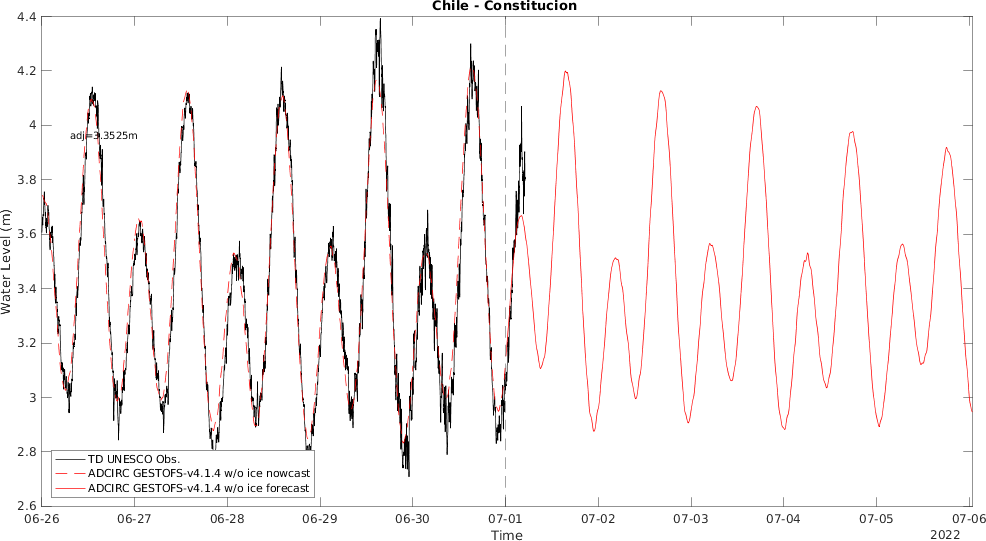 Chile - Constitucion
4.4
4.2
4
3.8
3.6
3.4
3.2
3
2.8
2.6
Water Level (m)
adj=3.3525m
TD UNESCO Obs.
ADCIRC GESTOFS-v4.1.4 w/o ice nowcast
ADCIRC GESTOFS-v4.1.4 w/o ice forecast
06-26 06-27 06-28 06-29 06-30 07-01 07-02 07-03 07-04 07-05 07-06
Time
2022